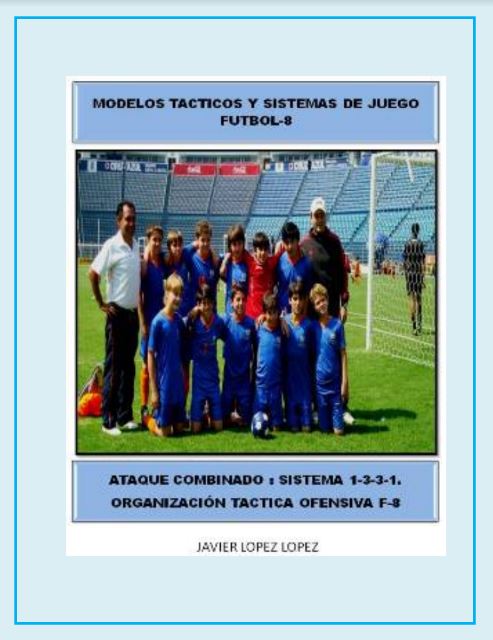 MODELOS TACTICOS Y SISTEMAS DE JUEGO
FUTBOL-8
ATAQUE COMBINADO : SISTEMA 1-3-3-1.
ORGANIZACIÓN TACTICA OFENSIVA F-8
JAVIER LOPEZ LOPEZ